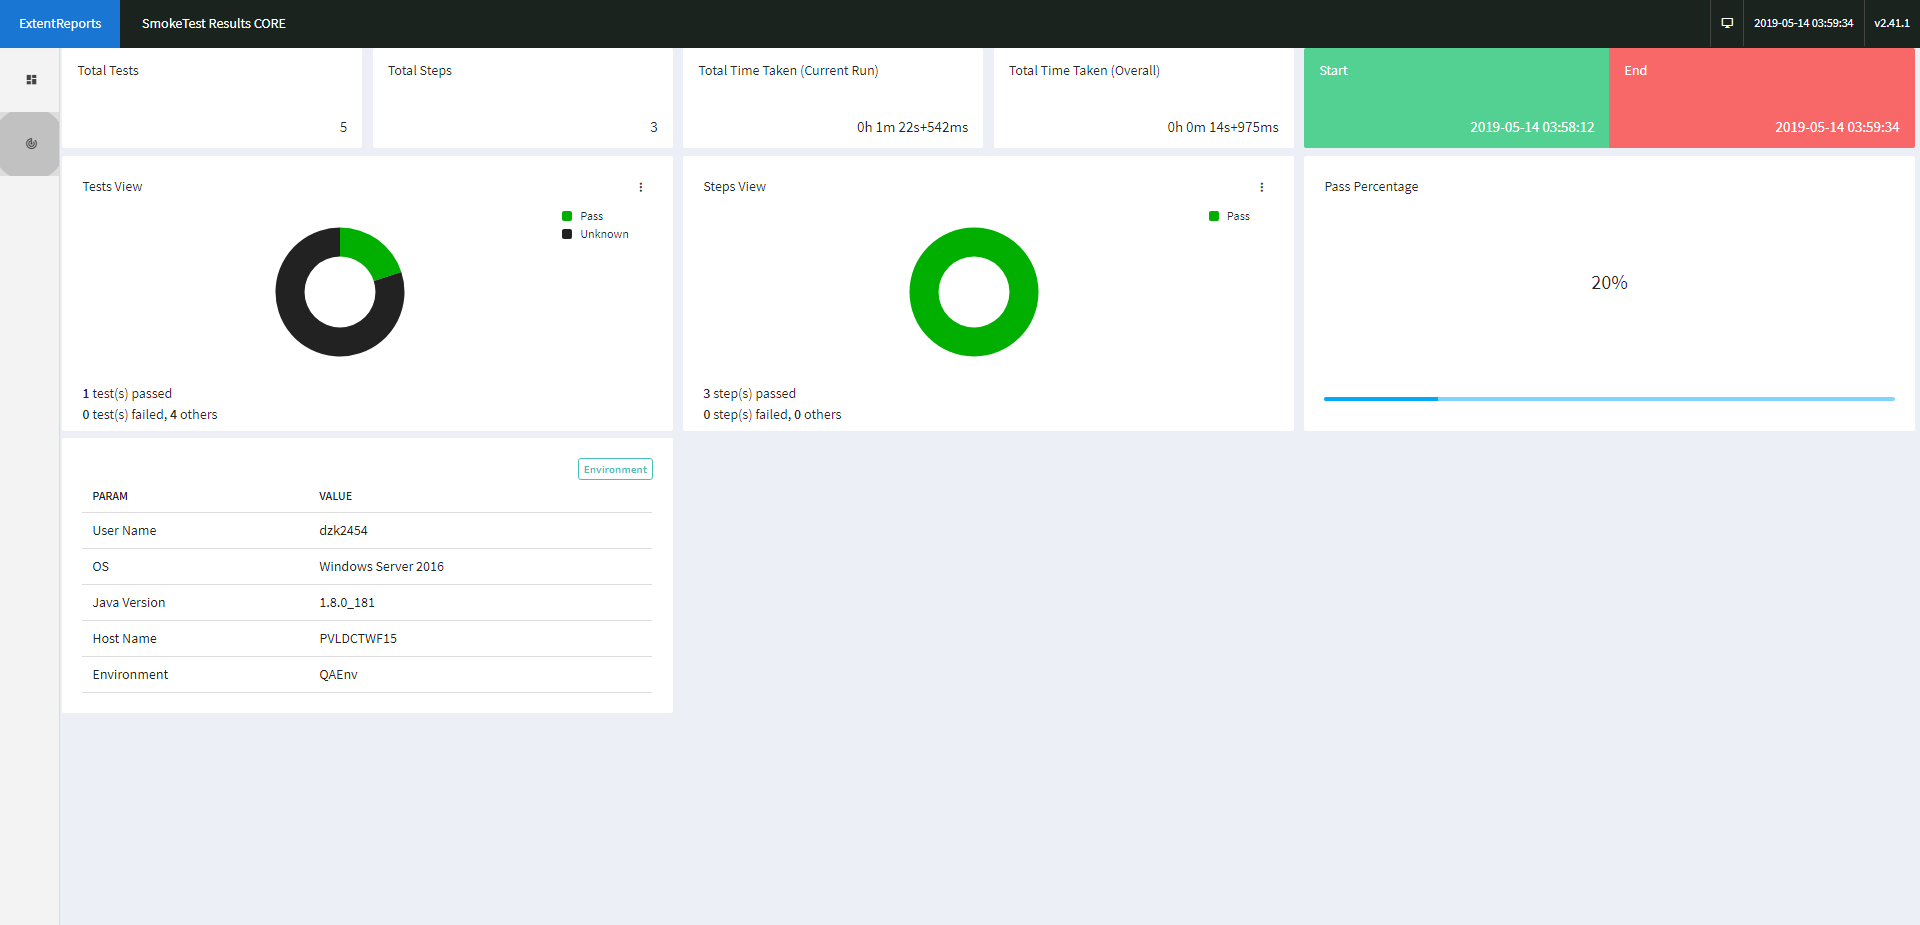 ExtentReports
SmokeTest Results CORE
2019-05-14 03:59:34
v2.41.1
Total Tests
5
Total Steps
3
Total Time Taken (Current Run)
0h 1m 22s+542ms
Total Time Taken (Overall)
0h 0m 14s+975ms
Start
2019-05-14 03:58:12
End
2019-05-14 03:59:34
Tests View
Pass
Unknown
1 test(s) passed
0 test(s) failed, 4 others
Steps View
Pass
3 step(s) passed
0 step(s) failed, 0 others
Pass Percentage
20%
Environment
PARAM VALUE
User Name dzk2454
OS Windows Server 2016
Java Version 1.8.0_181
Host Name PVLDCTWF15
Environment QAEnv